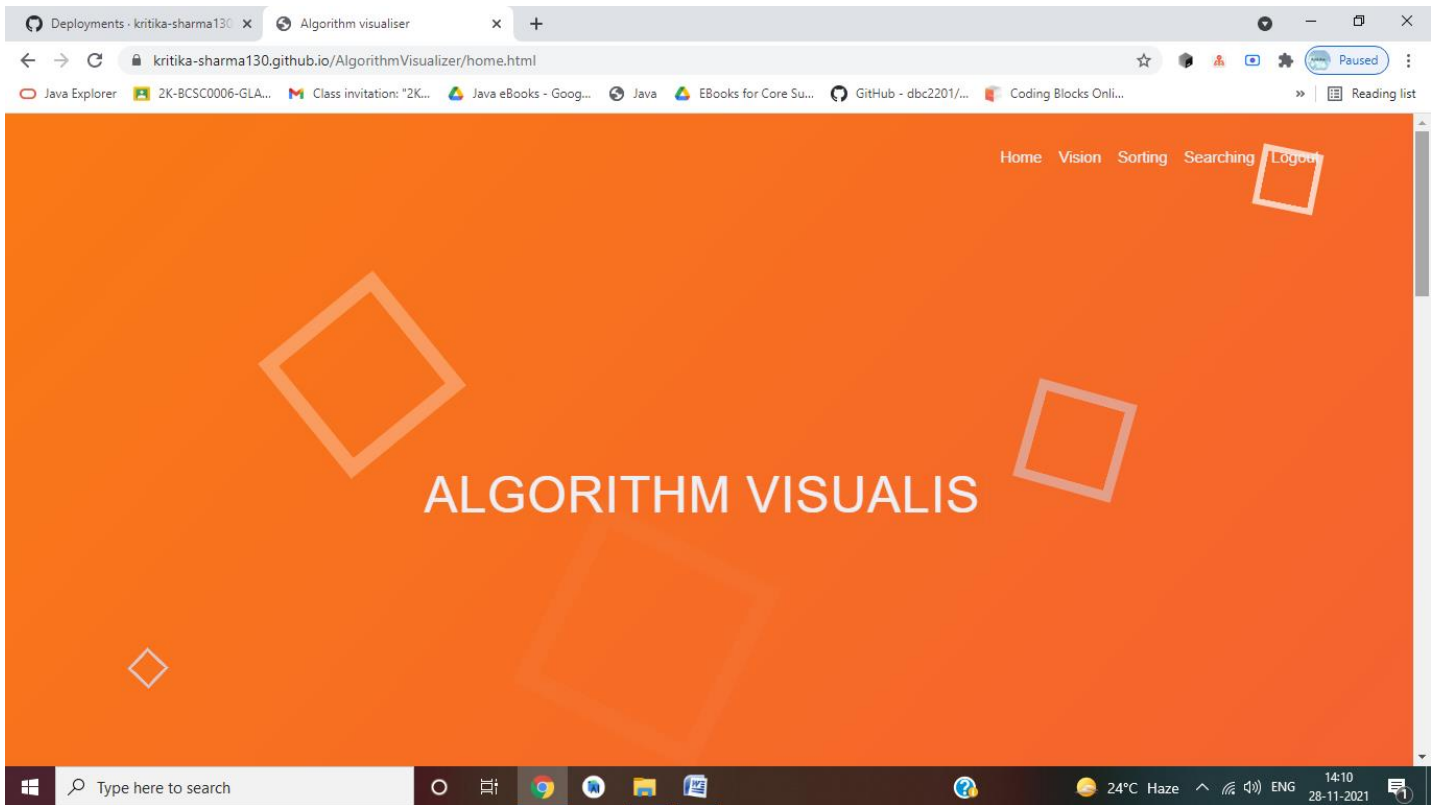 Deployments · kritika-sharma130
Algorithm visualiser
kritika-sharma130.github.io/AlgorithmVisualizer/home.html
Paused
Java Explorer 2K-BCSC0006-GLA... Class invitation: "2K... Java eBooks - Goog... Java EBooks for Core Su... GitHub - dbc2201/... Coding Blocks Onli... » Reading list
Home Vision Sorting Searching Logout
ALGORITHM VISUALIS
Type here to search
24°C Haze ENG
14:10
28-11-2021
1